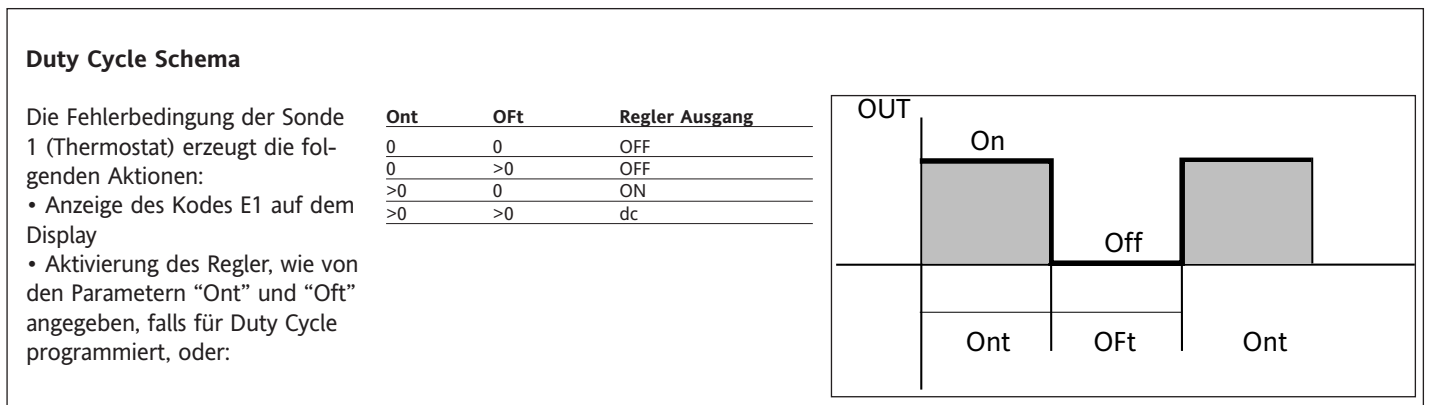 Duty Cycle Schema
Die Fehlerbedingung der Sonde
1 (Thermostat) erzeugt die fol-
genden Aktionen:
• Anzeige des Kodes E1 auf dem
Display
• Aktivierung des Regler, wie von
den Parametern “Ont” und “Oft”
angegeben, falls für Duty Cycle
programmiert, oder:
Ont OFt Regler Ausgang
0 0 OFF
0 >0 OFF
>0 0 ON
>0 >0 dc
OUT
On
Off
Ont OFt Ont